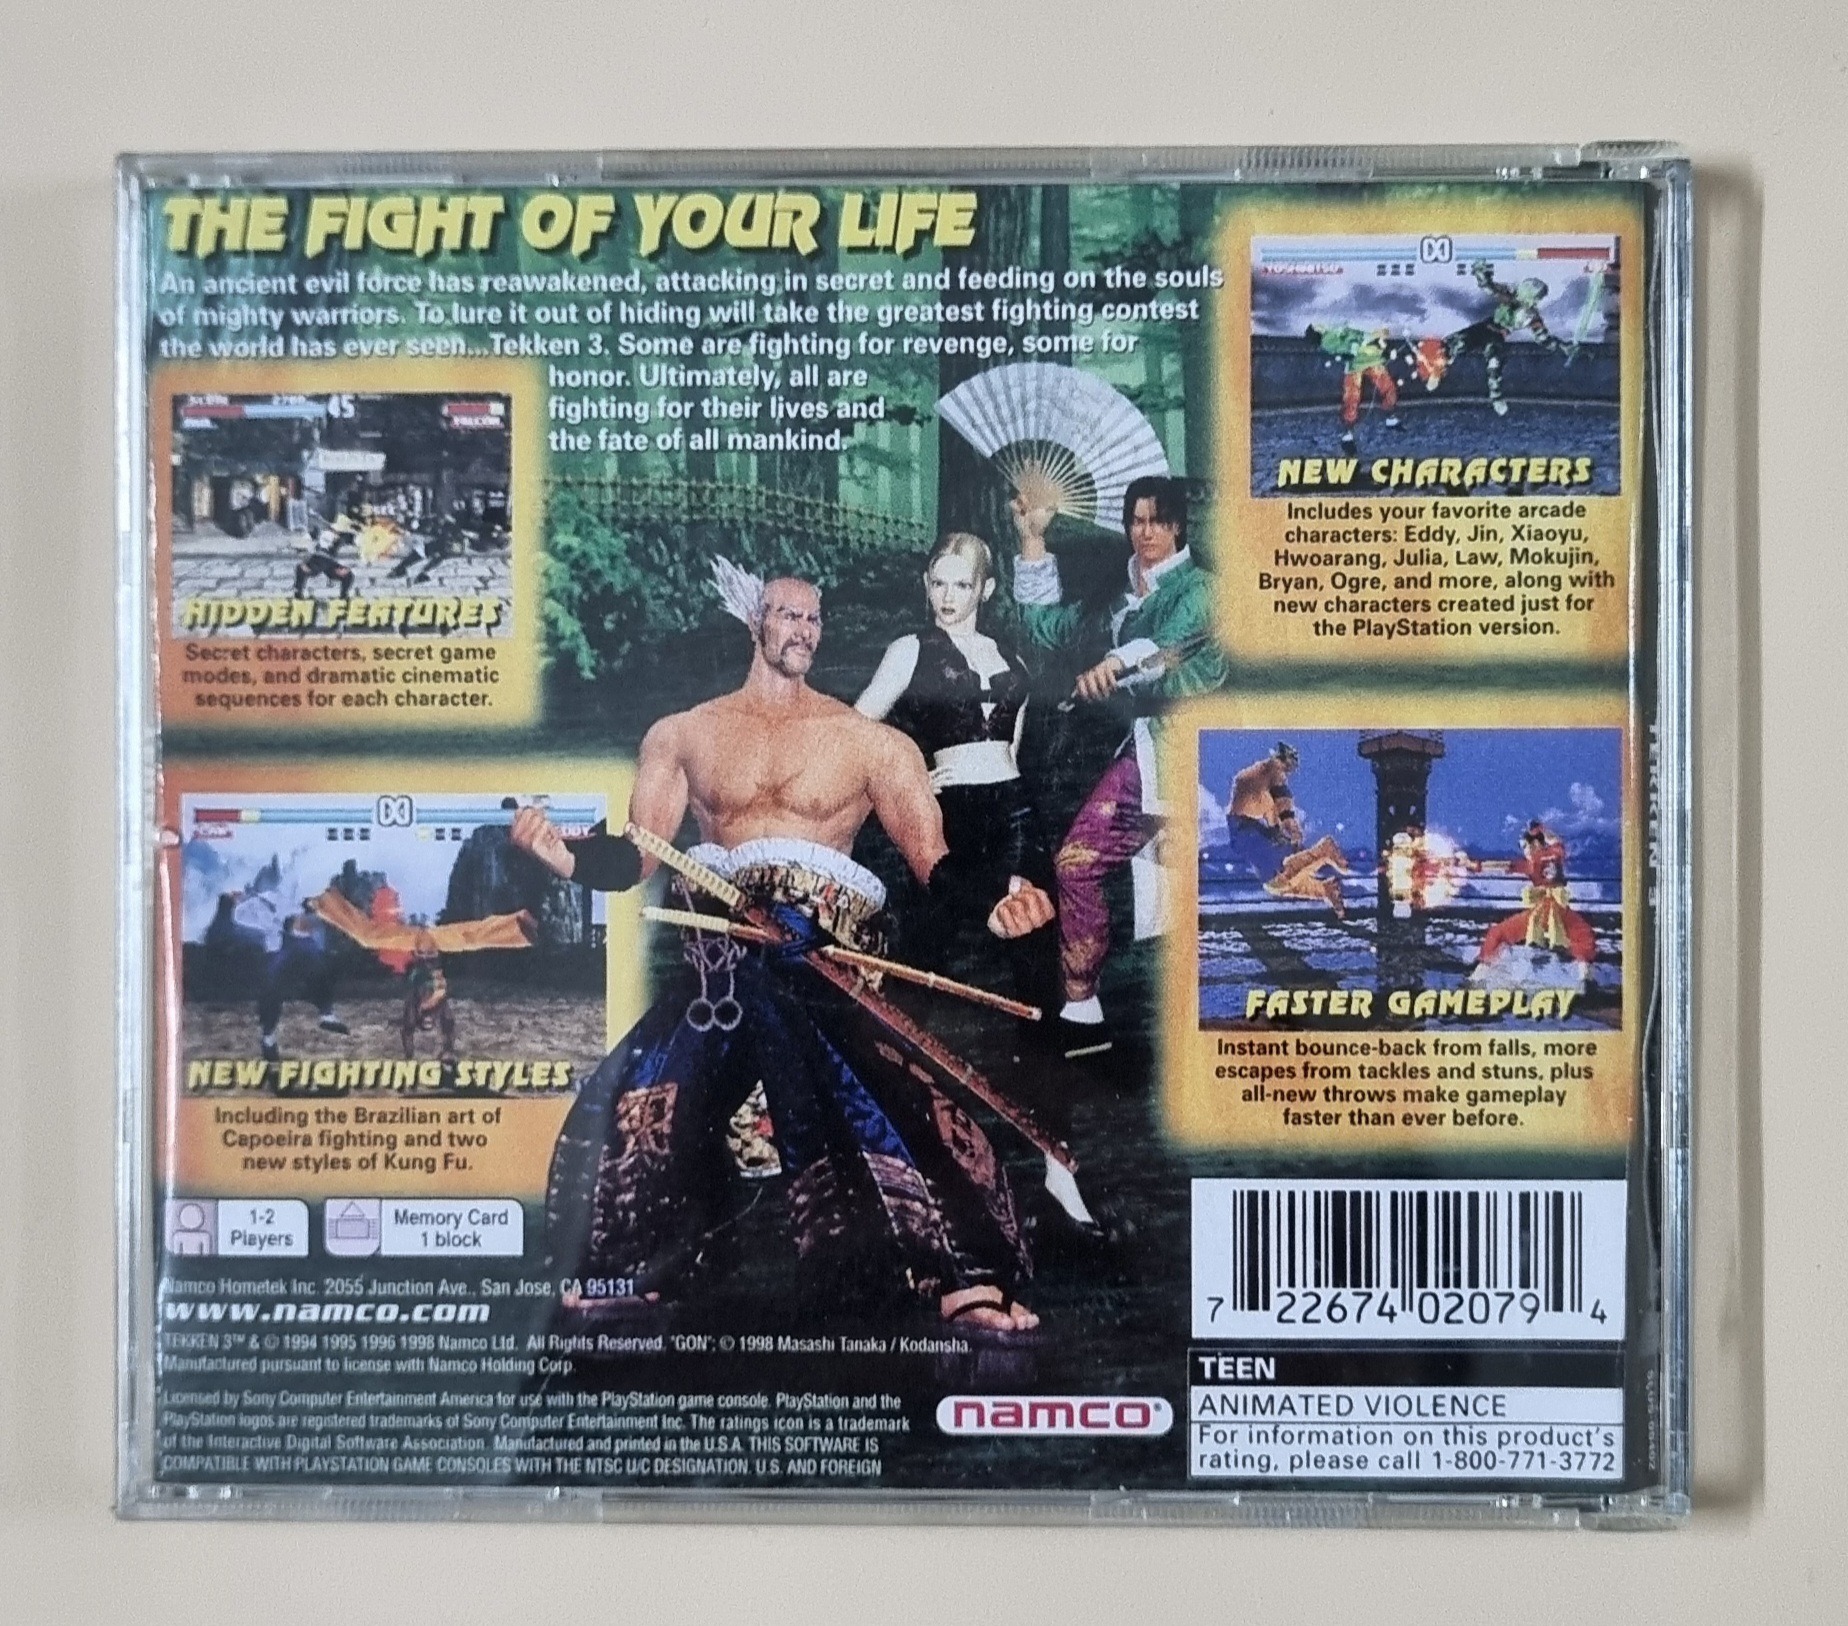 THE FIGHT OF YOUR LIFE
An ancient evil force has reawakened, attacking in secret and feeding on the souls
of mighty warriors. To lure it out of hiding will take the greatest fighting contest
the world has ever seen...Tekken 3. Some are fighting for revenge, some for
honor. Ultimately, all are
fighting for their lives and
the fate of all mankind.
45
HIDDEN FEATURES
Secret characters, secret game
modes, and dramatic cinematic
sequences for each character.
NEW FIGHTING STYLES
Including the Brazilian art of
Capoeira fighting and two
new styles of Kung Fu.
YOSHIMITSU
NEW CHARACTERS
Includes your favorite arcade
characters: Eddy, Jin, Xiaoyu,
Hwoarang, Julia, Law, Mokujin,
Bryan, Ogre, and more, along with
new characters created just for
the PlayStation version.
FASTER GAMEPLAY
Instant bounce-back from falls, more
escapes from tackles and stuns, plus
all-new throws make gameplay
faster than ever before.
1-2
Players
Memory Card
1 block
Namco Hometek Inc. 2055 Junction Ave., San Jose, CA 95131
www.namco.com
TEKKEN 3™ & © 1994 1995 1996 1998 Namco Ltd. All Rights Reserved. "GON"; © 1998 Masashi Tanaka / Kodansha.
Manufactured pursuant to license with Namco Holding Corp.
Licensed by Sony Computer Entertainment America for use with the PlayStation game console. PlayStation and the
PlayStation logos are registered trademarks of Sony Computer Entertainment Inc. The ratings icon is a trademark
of the Interactive Digital Software Association. Manufactured and printed in the U.S.A. THIS SOFTWARE IS
COMPATIBLE WITH PLAYSTATION GAME CONSOLES WITH THE NTSC U/C DESIGNATION. U.S. AND FOREIGN
namco®
7 22674 02079 4
TEEN
ANIMATED VIOLENCE
For information on this product's
rating, please call 1-800-771-3772
TEKKEN 3